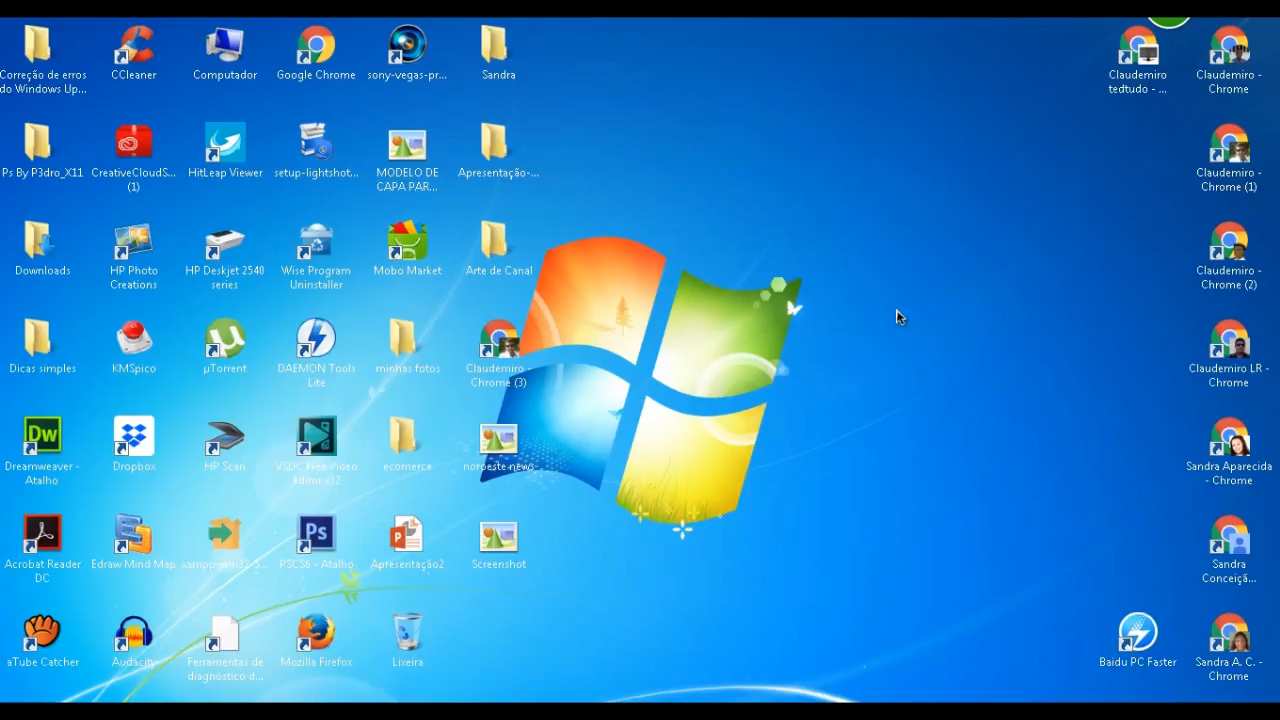 Correção de erros
do Windows Up...
CCleaner
Computador
Google Chrome
sony-vegas-pr...
Sandra
Claudemiro
tedtudo - ...
Claudemiro -
Chrome
Ps By P3dro_X11
CreativeCloudS...
(1)
HitLeap Viewer
setup-lightshot...
MODELO DE
CAPA PAR...
Apresentação-...
Claudemiro -
Chrome (1)
Downloads
HP Photo
Creations
HP Deskjet 2540
series
Wise Program
Uninstaller
Mobo Market
Arte de Canal
Claudemiro -
Chrome (2)
Dicas simples
KMSpico
µTorrent
DAEMON Tools
Lite
minhas fotos
Claudemiro -
Chrome (3)
Claudemiro LR -
Chrome
Dw
Dreamweaver -
Atalho
Dropbox
HP Scan
VSDC Free Video
Editor x32
ecomerce
noroeste news
Sandra Aparecida
- Chrome
Acrobat Reader
DC
Edraw Mind Map
xampp-win32-5...
Ps
PSCS6 - Atalho
Apresentação2
Screenshot
Sandra
Conceiçã...
aTube Catcher
Audacity
Ferramentas de
diagnóstico d...
Mozilla Firefox
Lixeira
Baidu PC Faster
Sandra A. C. -
Chrome